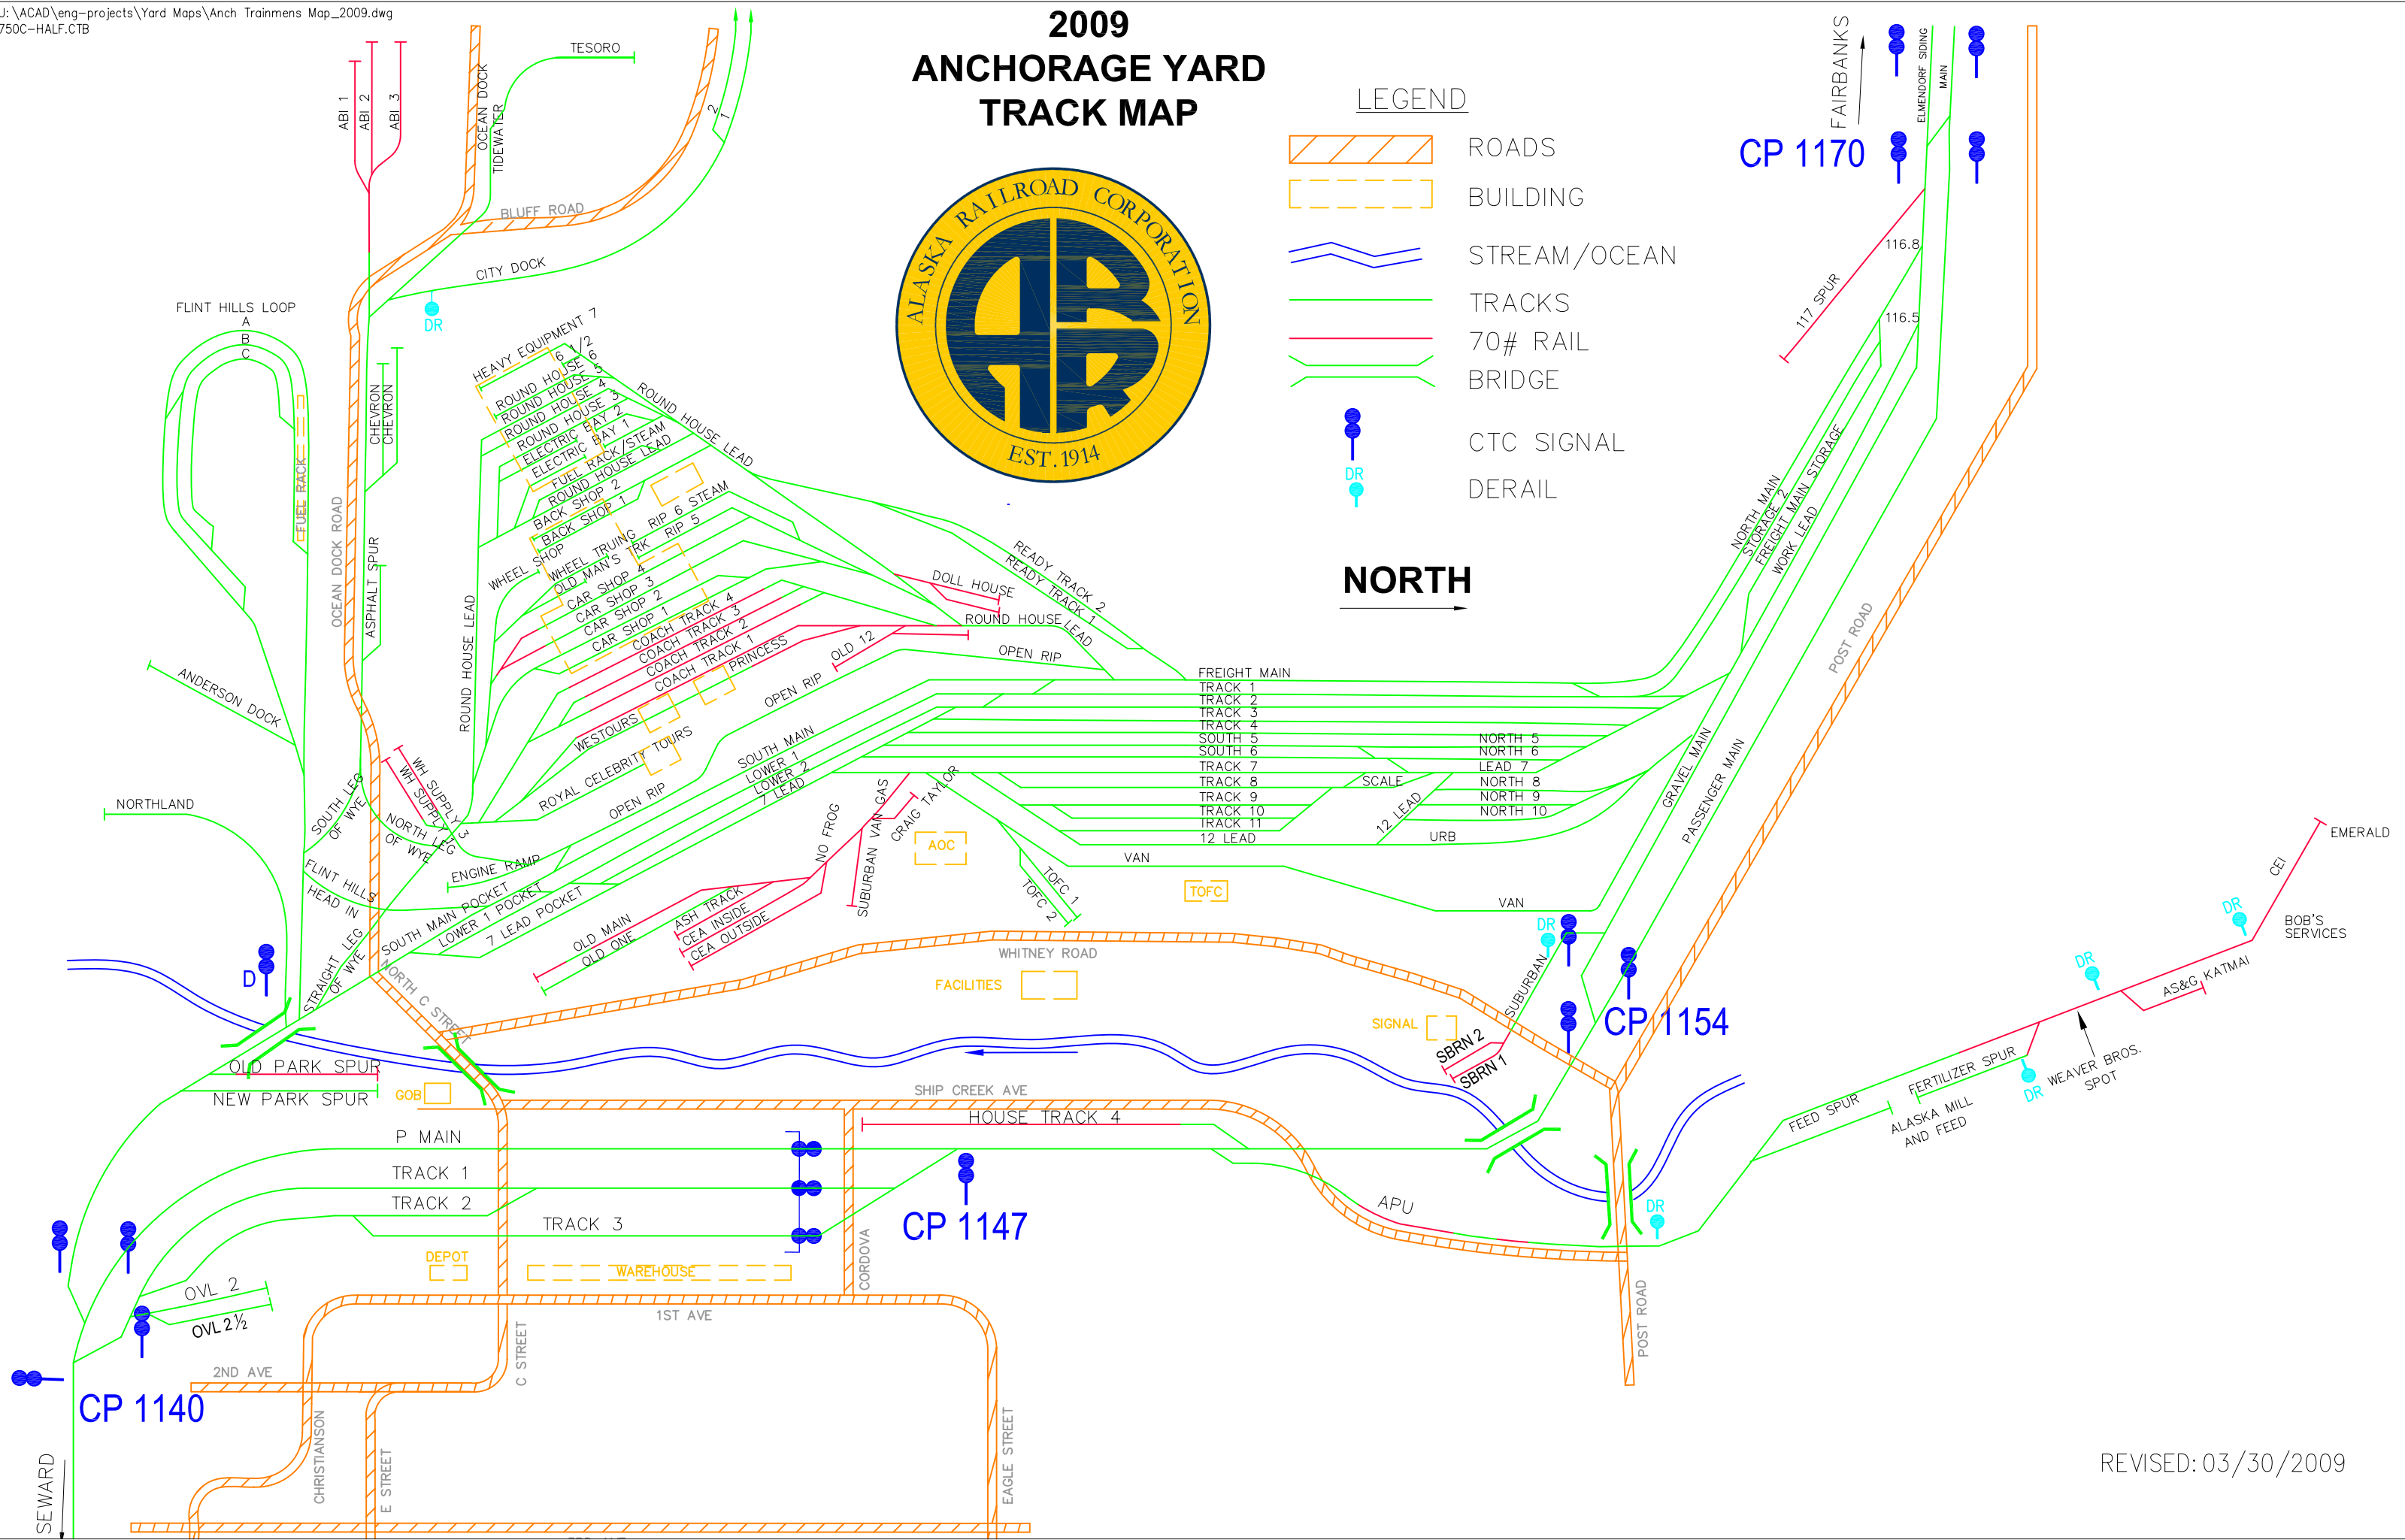 U:\ACAD\eng-projects\Yard Maps\Anch Trainmens Map_2009.dwg
750C-HALF.CTB
2009
ANCHORAGE YARD
TRACK MAP
ALASKA RAILROAD CORPORATION
EST. 1914
LEGEND
ROADS
BUILDING
STREAM/OCEAN
TRACKS
70# RAIL
BRIDGE
CTC SIGNAL
DR
DERAIL
NORTH
FAIRBANKS
ELMENDORF SIDING
MAIN
CP 1170
116.8
116.5
117 SPUR
TESORO
ABI 1
ABI 2
ABI 3
OCEAN DOCK
TIDEWATER
2
1
BLUFF ROAD
CITY DOCK
DR
FLINT HILLS LOOP
A
B
C
FUEL RACK
OCEAN DOCK ROAD
CHEVRON
CHEVRON
ASPHALT SPUR
ANDERSON DOCK
NORTHLAND
HEAVY EQUIPMENT 7
6 1/2
ROUND HOUSE 6
ROUND HOUSE 5
ROUND HOUSE 4
ROUND HOUSE 3
ELECTRIC BAY 2
ELECTRIC BAY 1
FUEL RACK/STEAM
ROUND HOUSE LEAD
BACK SHOP 2
BACK SHOP 1
WHEEL SHOP
WHEEL TRUING
RIP 6 STEAM
OLD MAN'S TRK
RIP 5
CAR SHOP 4
CAR SHOP 3
CAR SHOP 2
CAR SHOP 1
COACH TRACK 4
COACH TRACK 3
COACH TRACK 2
COACH TRACK 1
PRINCESS
WESTOURS
ROYAL CELEBRITY TOURS
ROUND HOUSE LEAD
ROUND HOUSE LEAD
READY TRACK 2
READY TRACK 1
DOLL HOUSE
ROUND HOUSE
LEAD
OLD 12
OPEN RIP
OPEN RIP
OPEN RIP
SOUTH MAIN
LOWER 1
LOWER 2
7 LEAD
FREIGHT MAIN
TRACK 1
TRACK 2
TRACK 3
TRACK 4
SOUTH 5
SOUTH 6
TRACK 7
TRACK 8
TRACK 9
TRACK 10
TRACK 11
12 LEAD
NORTH 5
NORTH 6
LEAD 7
NORTH 8
NORTH 9
NORTH 10
SCALE
12 LEAD
URB
VAN
VAN
NORTH MAIN
STORAGE 2
FREIGHT MAIN STORAGE
WORK LEAD
GRAVEL MAIN
PASSENGER MAIN
POST ROAD
WH SUPPLY 3
WH SUPPLY 1
SOUTH LEG
OF WYE
NORTH LEG
OF WYE
FLINT HILLS
HEAD IN
ENGINE RAMP
SOUTH MAIN POCKET
LOWER 1 POCKET
7 LEAD POCKET
STRAIGHT LEG
OF WYE
NORTH C STREET
OLD MAIN
OLD ONE
ASH TRACK
CEA INSIDE
CEA OUTSIDE
NO FROG
SUBURBAN VAN GAS
CRAIG TAYLOR
AOC
TOFC 1
TOFC 2
TOFC
WHITNEY ROAD
FACILITIES
SIGNAL
DR
SUBURBAN
SBRN 2
SBRN 1
CP 1154
EMERALD
CEI
BOB'S
SERVICES
DR
DR
AS&G KATMAI
WEAVER BROS.
SPOT
FERTILIZER SPUR
DR
ALASKA MILL
AND FEED
FEED SPUR
D
OLD PARK SPUR
NEW PARK SPUR
GOB
SHIP CREEK AVE
HOUSE TRACK 4
P MAIN
TRACK 1
TRACK 2
TRACK 3
CP 1147
CORDOVA
APU
DR
POST ROAD
DEPOT
WAREHOUSE
OVL 2
OVL 2½
1ST AVE
C STREET
2ND AVE
CP 1140
CHRISTIANSON
E STREET
EAGLE STREET
SEWARD
REVISED: 03/30/2009